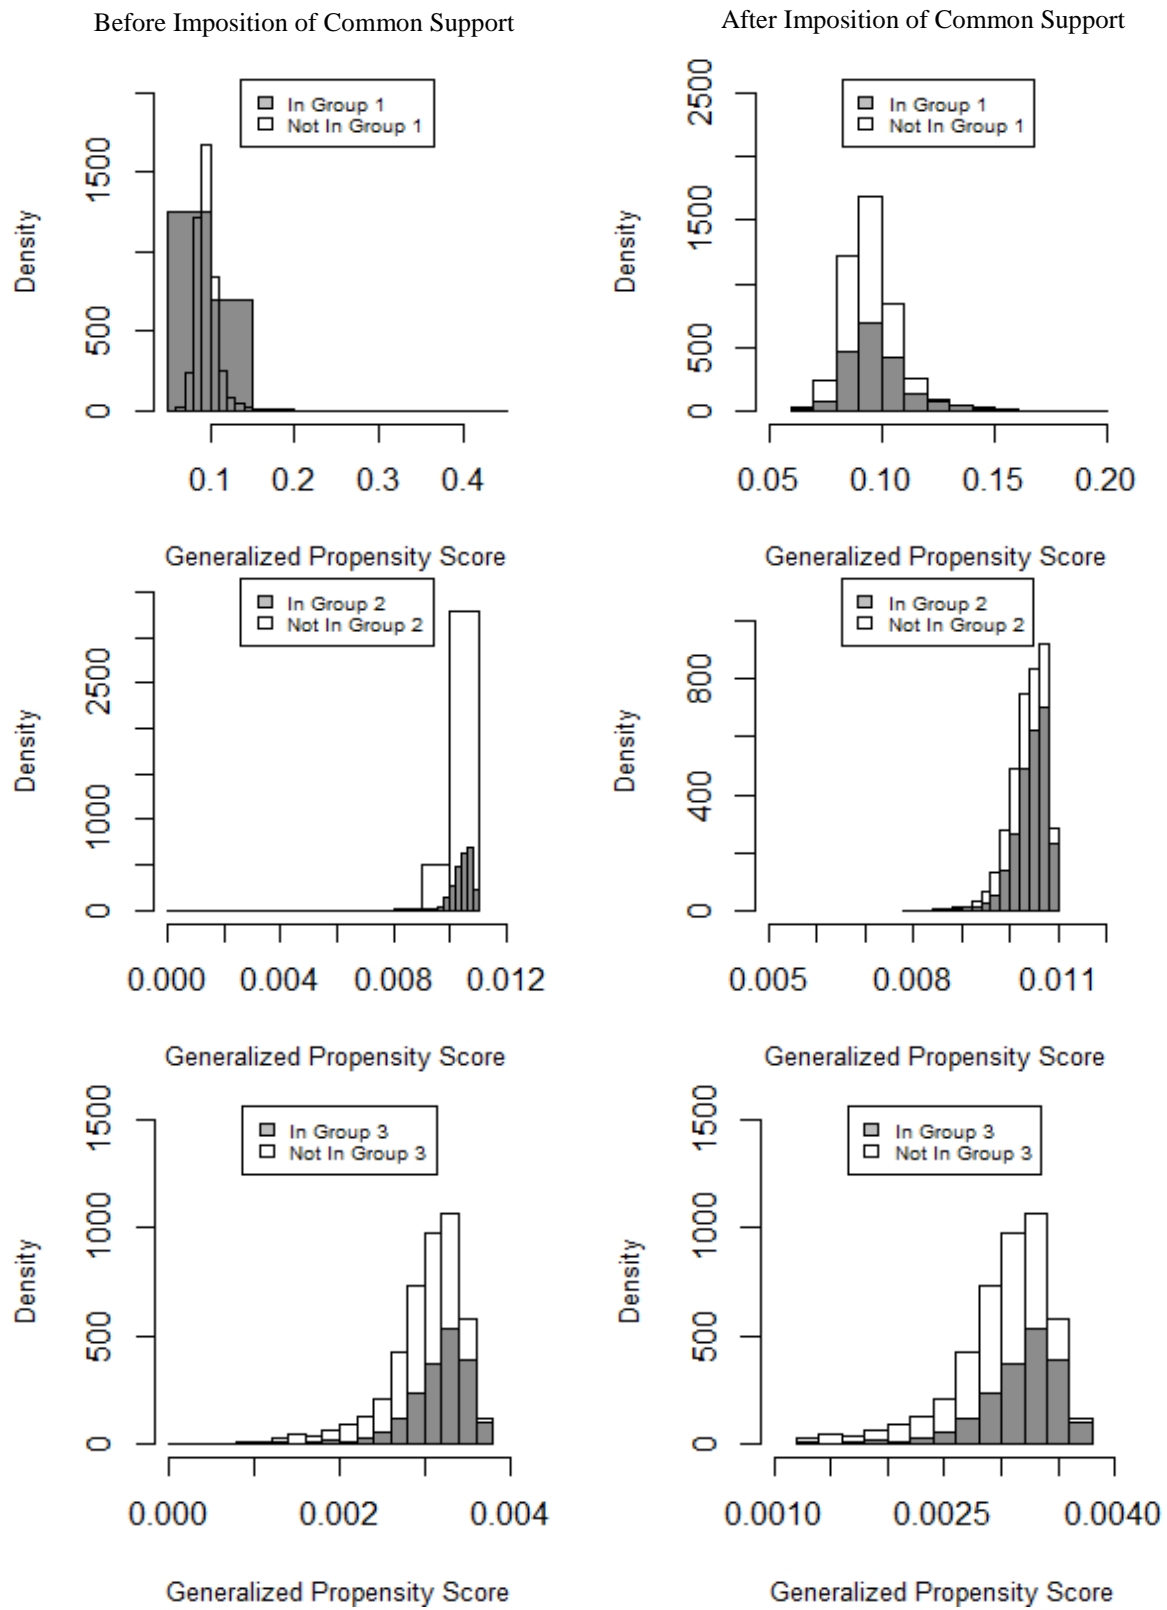 Before Imposition of Common Support
After Imposition of Common Support
In Group 1
Not In Group 1
Density
0
500
1500
0.1 0.2 0.3 0.4
Generalized Propensity Score
In Group 1
Not In Group 1
Density
0
500
1500
2500
0.05 0.10 0.15 0.20
Generalized Propensity Score
In Group 2
Not In Group 2
Density
0
1000
2500
0.000 0.004 0.008 0.012
Generalized Propensity Score
In Group 2
Not In Group 2
Density
0
400
800
0.005 0.008 0.011
Generalized Propensity Score
In Group 3
Not In Group 3
Density
0
500
1000
1500
0.000 0.002 0.004
Generalized Propensity Score
In Group 3
Not In Group 3
Density
0
500
1000
1500
0.0010 0.0025 0.0040
Generalized Propensity Score